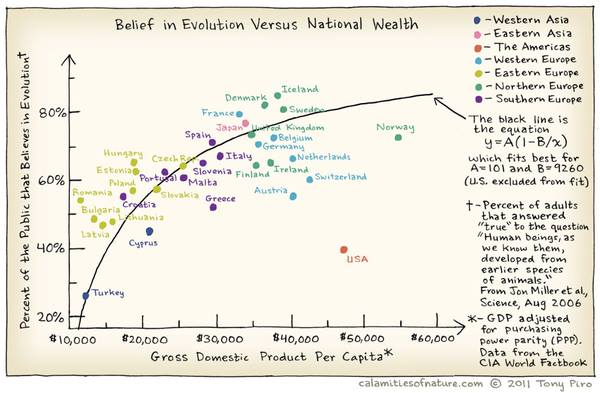 Belief in Evolution Versus National Wealth
Percent of the Public that Believes in Evolution†
80%
60%
40%
20%
$10,000
$20,000
$30,000
$40,000
$50,000
$60,000
Gross Domestic Product Per Capita*
Iceland
Denmark
Sweden
France
Japan
United Kingdom
Norway
Spain
Belgium
Germany
Hungary
Czech Rep
Italy
Netherlands
Estonia
Portugal
Slovenia
Finland
Ireland
Poland
Malta
Switzerland
Romania
Slovakia
Austria
Croatia
Greece
Bulgaria
Lithuania
Latvia
Cyprus
USA
Turkey
- Western Asia
- Eastern Asia
- The Americas
- Western Europe
- Eastern Europe
- Northern Europe
- Southern Europe
The black line is
the equation
y=A(1-B/x)
which fits best for
A=101 and B=9260
(U.S. excluded from fit)
†-Percent of adults
that answered
"true" to the question
"Human beings, as
we know them,
developed from
earlier species
of animals."
From Jon Miller et al.,
Science, Aug 2006
*- GDP adjusted
for purchasing
power parity (PPP).
Data from the
CIA World Factbook
calamitiesofnature.com © 2011 Tony Piro